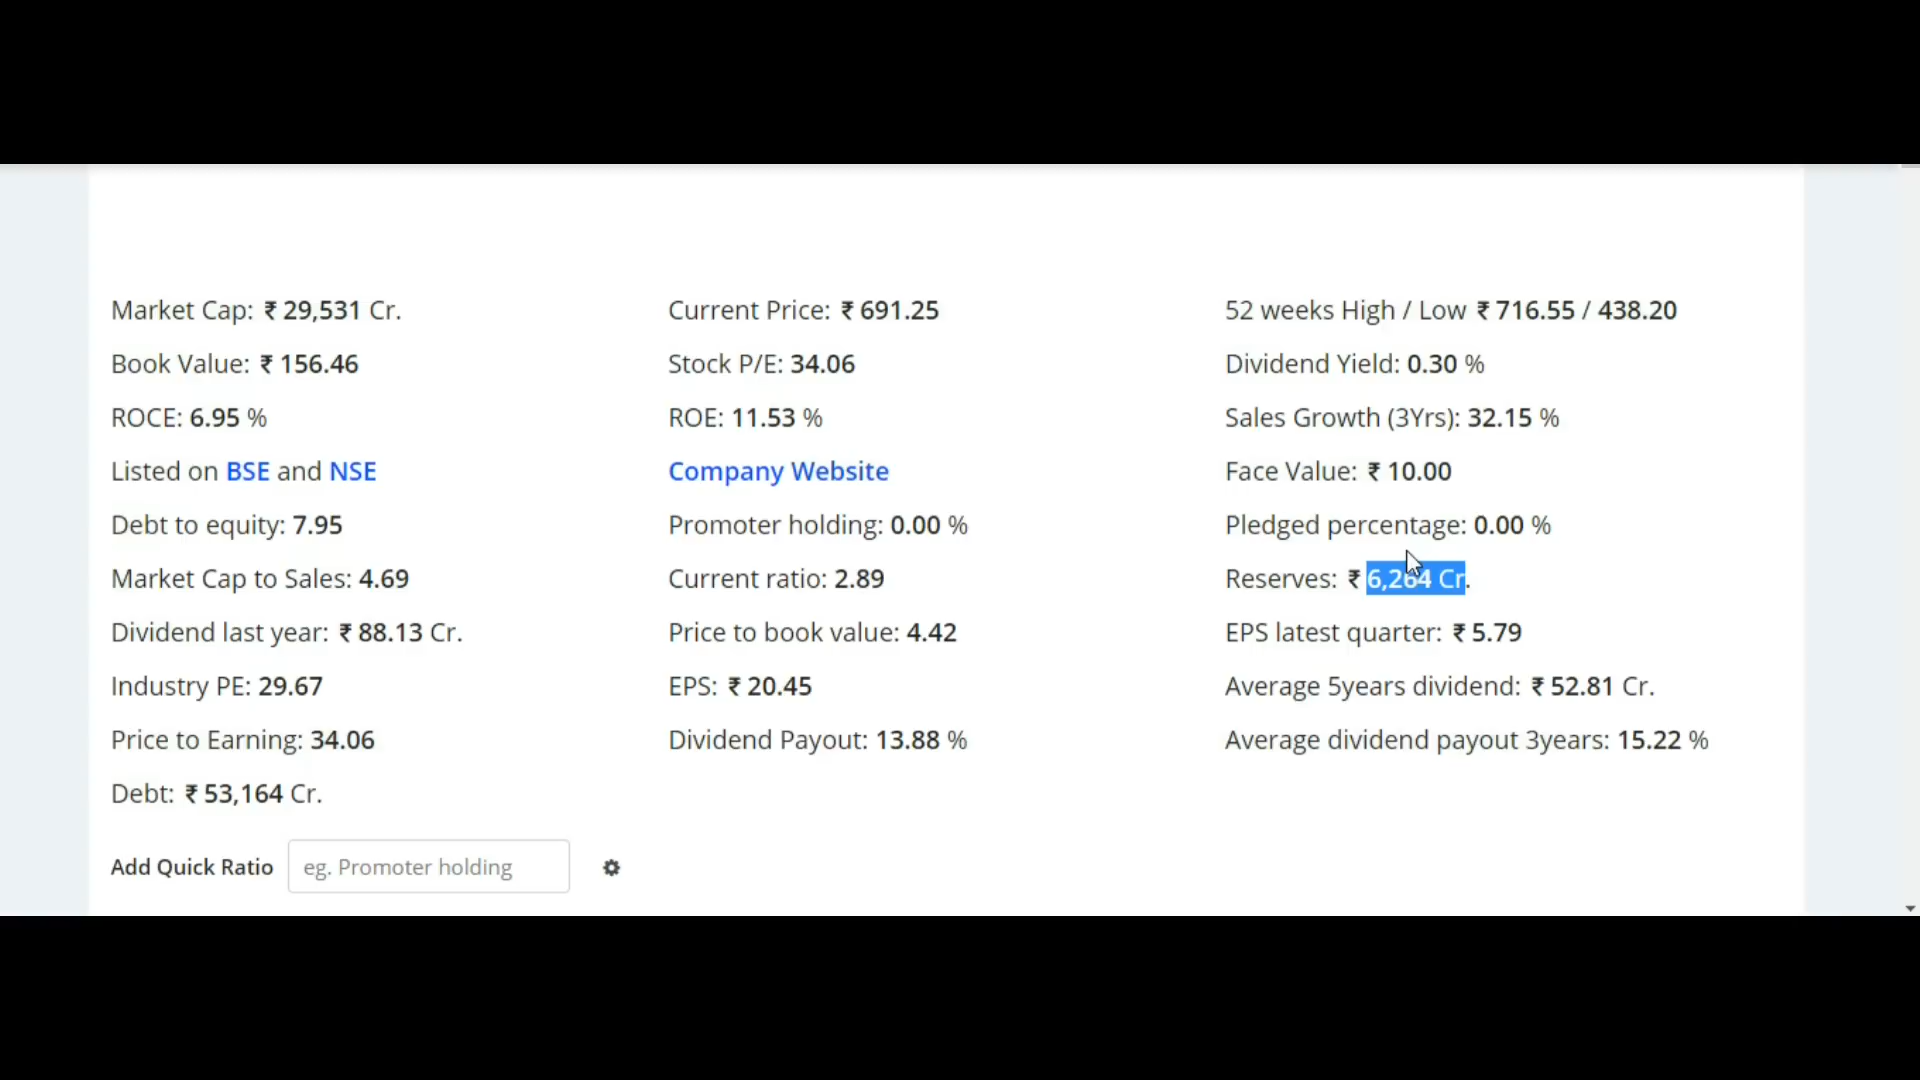 Market Cap: ₹ 29,531 Cr. Current Price: ₹ 691.25 52 weeks High / Low ₹ 716.55 / 438.20
Book Value: ₹ 156.46 Stock P/E: 34.06 Dividend Yield: 0.30 %
ROCE: 6.95 % ROE: 11.53 % Sales Growth (3Yrs): 32.15 %
Listed on BSE and NSE Company Website Face Value: ₹ 10.00
Debt to equity: 7.95 Promoter holding: 0.00 % Pledged percentage: 0.00 %
Market Cap to Sales: 4.69 Current ratio: 2.89 Reserves: ₹ 6,264 Cr.
Dividend last year: ₹ 88.13 Cr. Price to book value: 4.42 EPS latest quarter: ₹ 5.79
Industry PE: 29.67 EPS: ₹ 20.45 Average 5years dividend: ₹ 52.81 Cr.
Price to Earning: 34.06 Dividend Payout: 13.88 % Average dividend payout 3years: 15.22 %
Debt: ₹ 53,164 Cr.
Add Quick Ratio eg. Promoter holding